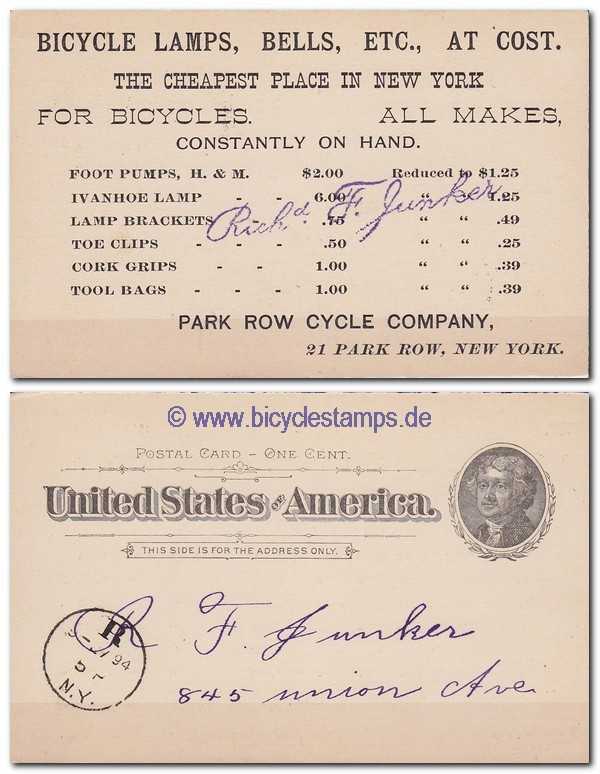 BICYCLE LAMPS, BELLS, ETC., AT COST.
THE CHEAPEST PLACE IN NEW YORK
FOR BICYCLES. ALL MAKES,
CONSTANTLY ON HAND.
FOOT PUMPS, H. & M. $2.00 Reduced to $1.25
IVANHOE LAMP - - 6.00 “ “ 1.25
LAMP BRACKETS .75 “ “ .49
TOE CLIPS - - - .50 “ “ .25
CORK GRIPS - - 1.00 “ “ .39
TOOL BAGS - - - 1.00 “ “ .39
Richd. F. Junker
PARK ROW CYCLE COMPANY,
21 PARK ROW, NEW YORK.
© www.bicyclestamps.de
POSTAL CARD – ONE CENT.
United States of America.
THIS SIDE IS FOR THE ADDRESS ONLY.
R F. Junker
845 union Ave
R
94
N.Y.